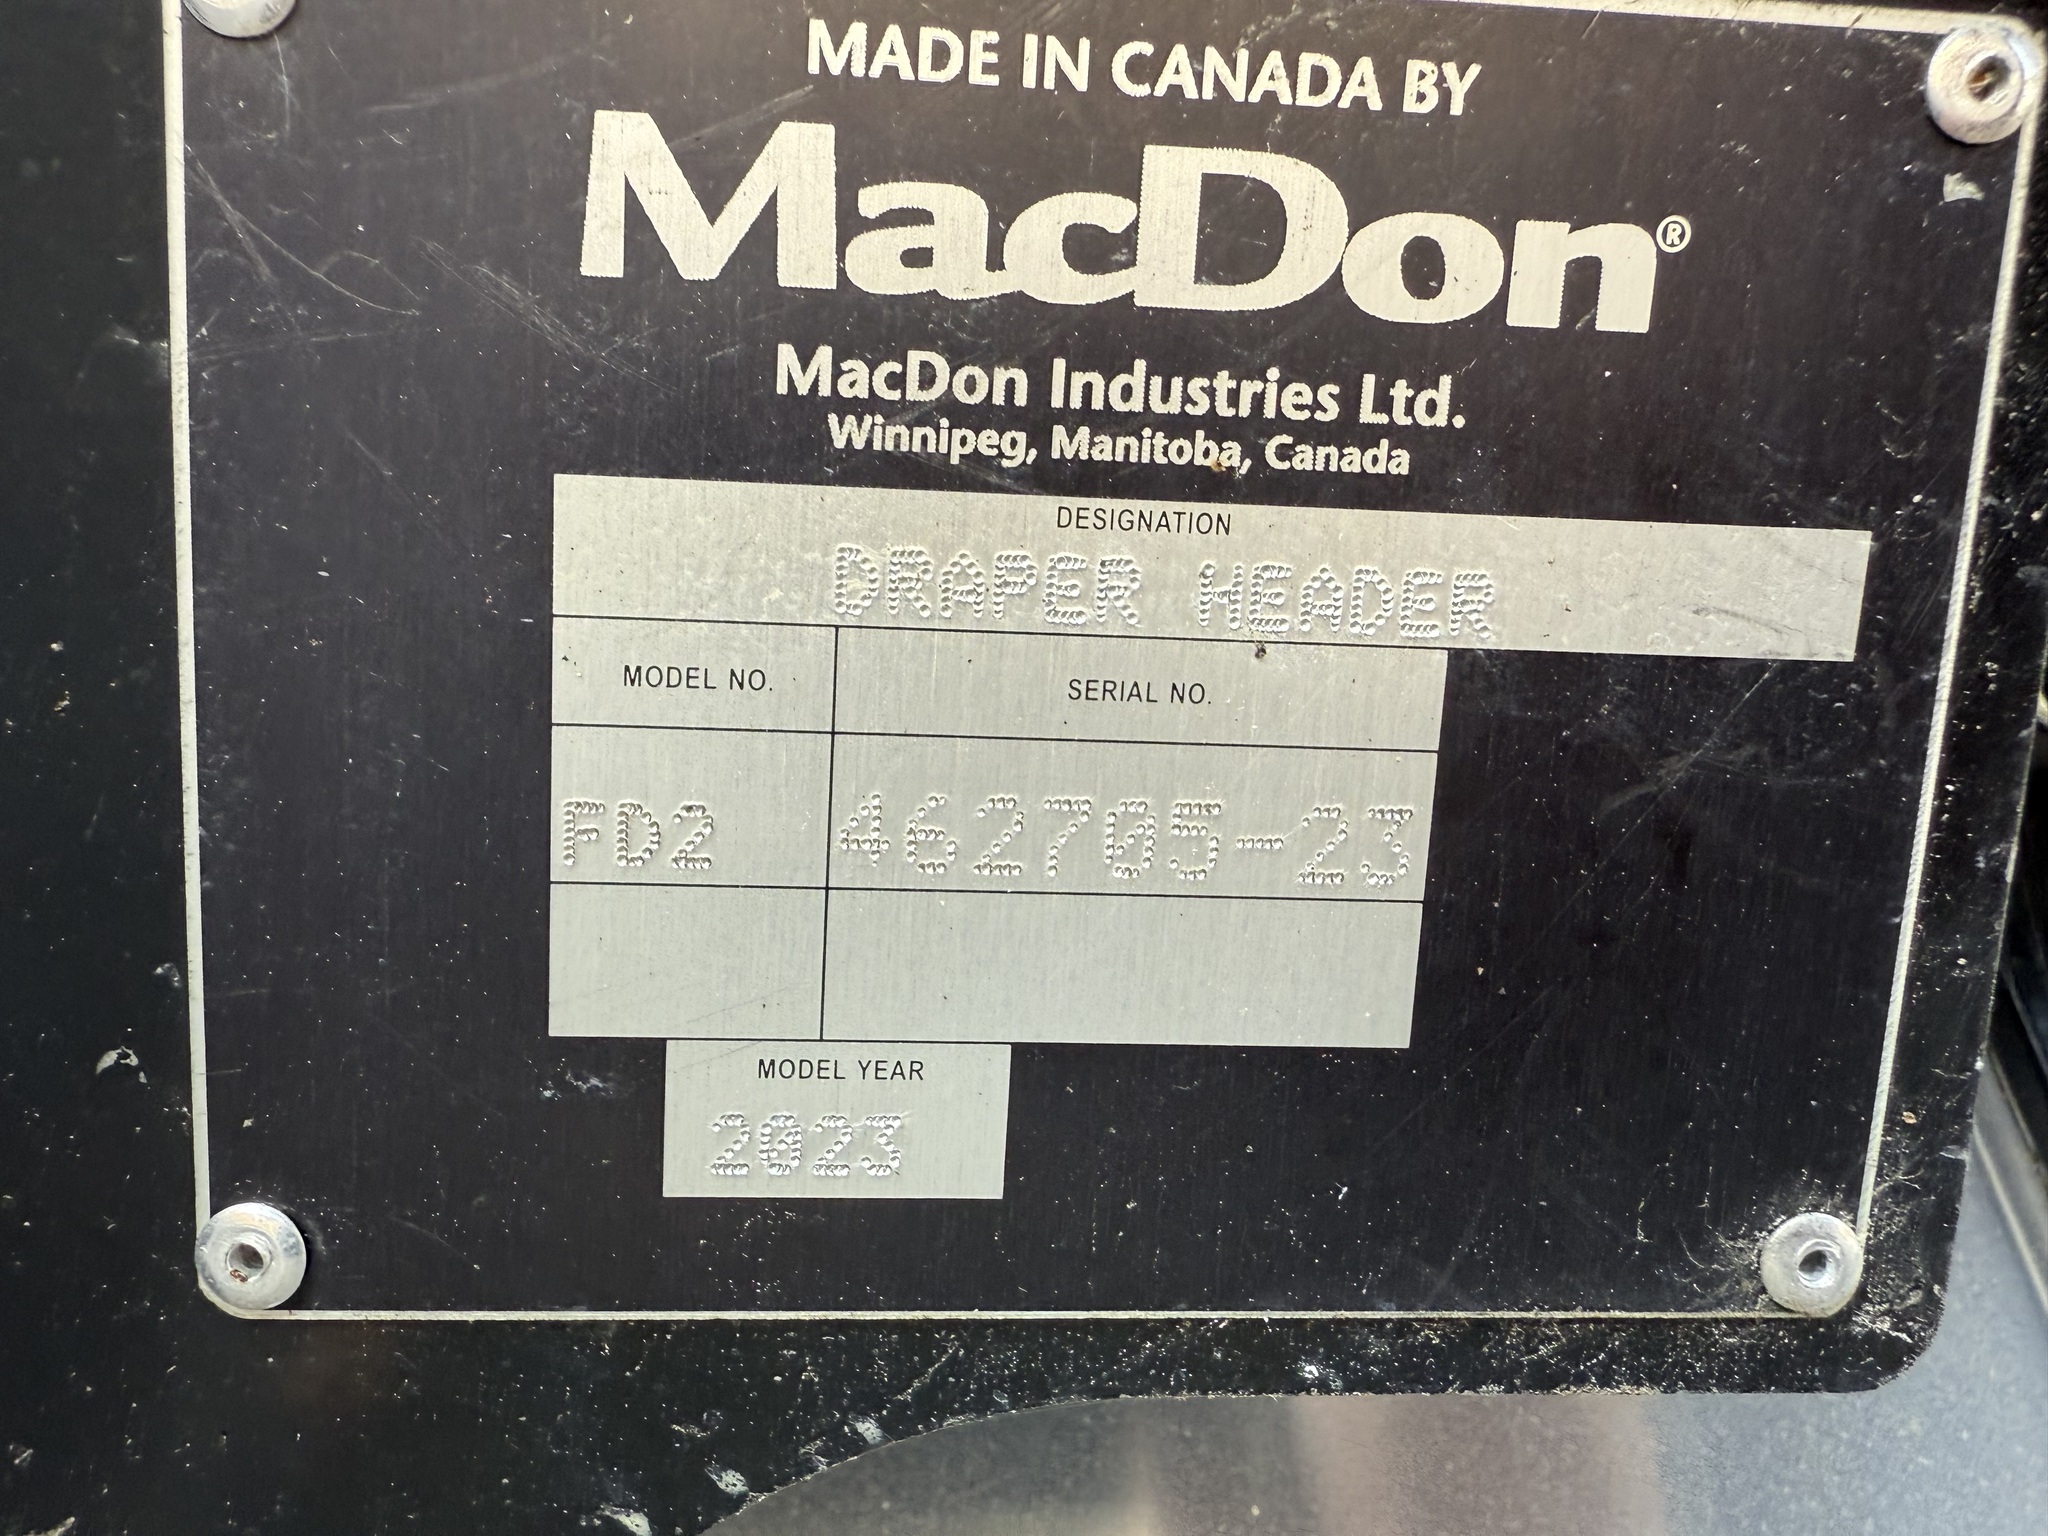 MADE IN CANADA BY
MacDon®
MacDon Industries Ltd.
Winnipeg, Manitoba, Canada
DESIGNATION
DRAPER HEADER
MODEL NO. SERIAL NO.
FD2 462705-23
MODEL YEAR
2023